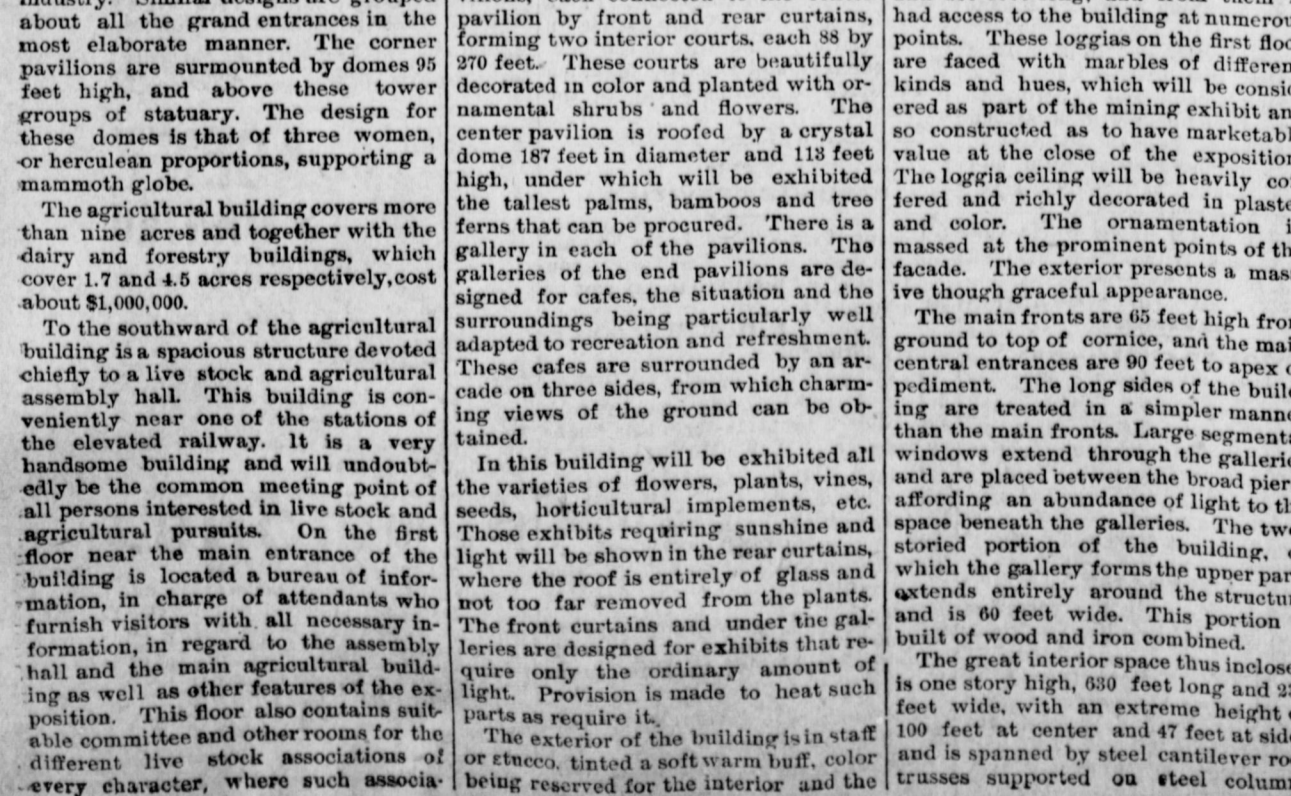 about all the grand entrances in the
most elaborate manner. The corner
pavilions are surmounted by domes 95
feet high, and above these tower
groups of statuary. The design for
these domes is that of three women,
or herculean proportions, supporting a
mammoth globe.
The agricultural building covers more
than nine acres and together with the
dairy and forestry buildings, which
cover 1.7 and 4.5 acres respectively,cost
about $1,000,000.
To the southward of the agricultural
building is a spacious structure devoted
chiefly to a live stock and agricultural
assembly hall. This building is con-
veniently near one of the stations of
the elevated railway. It is a very
handsome building and will undoubt-
edly be the common meeting point of
all persons interested in live stock and
agricultural pursuits. On the first
floor near the main entrance of the
building is located a bureau of infor-
mation, in charge of attendants who
furnish visitors with all necessary in-
formation, in regard to the assembly
hall and the main agricultural build-
ing as well as other features of the ex-
position. This floor also contains suit-
able committee and other rooms for the
different live stock associations of
every character, where such associa-
pavilion by front and rear curtains,
forming two interior courts, each 88 by
270 feet. These courts are beautifully
decorated in color and planted with or-
namental shrubs and flowers. The
center pavilion is roofed by a crystal
dome 187 feet in diameter and 113 feet
high, under which will be exhibited
the tallest palms, bamboos and tree
ferns that can be procured. There is a
gallery in each of the pavilions. The
galleries of the end pavilions are de-
signed for cafes, the situation and the
surroundings being particularly well
adapted to recreation and refreshment.
These cafes are surrounded by an ar-
cade on three sides, from which charm-
ing views of the ground can be ob-
tained.
In this building will be exhibited all
the varieties of flowers, plants, vines,
seeds, horticultural implements, etc.
Those exhibits requiring sunshine and
light will be shown in the rear curtains,
where the roof is entirely of glass and
not too far removed from the plants.
The front curtains and under the gal-
leries are designed for exhibits that re-
quire only the ordinary amount of
light. Provision is made to heat such
parts as require it.
The exterior of the building is in staff
or stucco, tinted a soft warm buff, color
being reserved for the interior and the
had access to the building at numerou
points. These loggias on the first floo
are faced with marbles of differen
kinds and hues, which will be consid
ered as part of the mining exhibit an
so constructed as to have marketabl
value at the close of the exposition
The loggia ceiling will be heavily co
fered and richly decorated in plaste
and color. The ornamentation i
massed at the prominent points of th
facade. The exterior presents a mas
ive though graceful appearance.
The main fronts are 65 feet high from
ground to top of cornice, and the mai
central entrances are 90 feet to apex
pediment. The long sides of the buil
ing are treated in a simpler manne
than the main fronts. Large segment
windows extend through the gallerie
and are placed between the broad pier
affording an abundance of light to th
space beneath the galleries. The two
storied portion of the building,
which the gallery forms the upper par
extends entirely around the structu
and is 60 feet wide. This portion
built of wood and iron combined.
The great interior space thus inclose
is one story high, 630 feet long and 2
feet wide, with an extreme height
100 feet at center and 47 feet at side
and is spanned by steel cantilever ro
trusses supported on steel colum